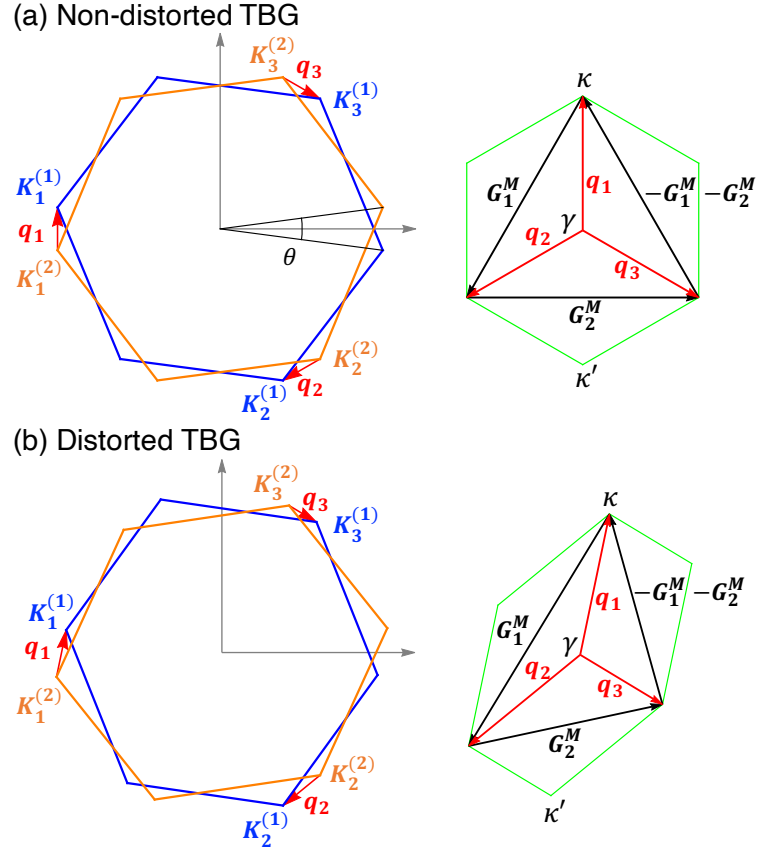 (a) Non-distorted TBG
K₃⁽²⁾
q₃
K₃⁽¹⁾
K₁⁽¹⁾
q₁
K₁⁽²⁾
θ
K₂⁽²⁾
q₂
K₂⁽¹⁾
κ
G₁ᴹ
q₁
−G₁ᴹ −G₂ᴹ
q₂
γ
q₃
G₂ᴹ
κ′
(b) Distorted TBG
K₃⁽²⁾
q₃
K₃⁽¹⁾
K₁⁽¹⁾
q₁
K₁⁽²⁾
K₂⁽²⁾
q₂
K₂⁽¹⁾
κ
G₁ᴹ
q₁
−G₁ᴹ −G₂ᴹ
q₂
γ
q₃
G₂ᴹ
κ′